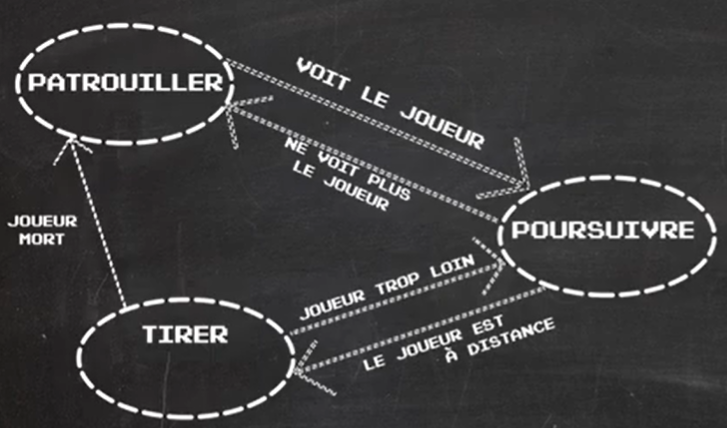 PATROUILLER
VOIT LE JOUEUR
NE VOIT PLUS
LE JOUEUR
JOUEUR
MORT
POURSUIVRE
JOUEUR TROP LOIN
TIRER
LE JOUEUR EST
À DISTANCE